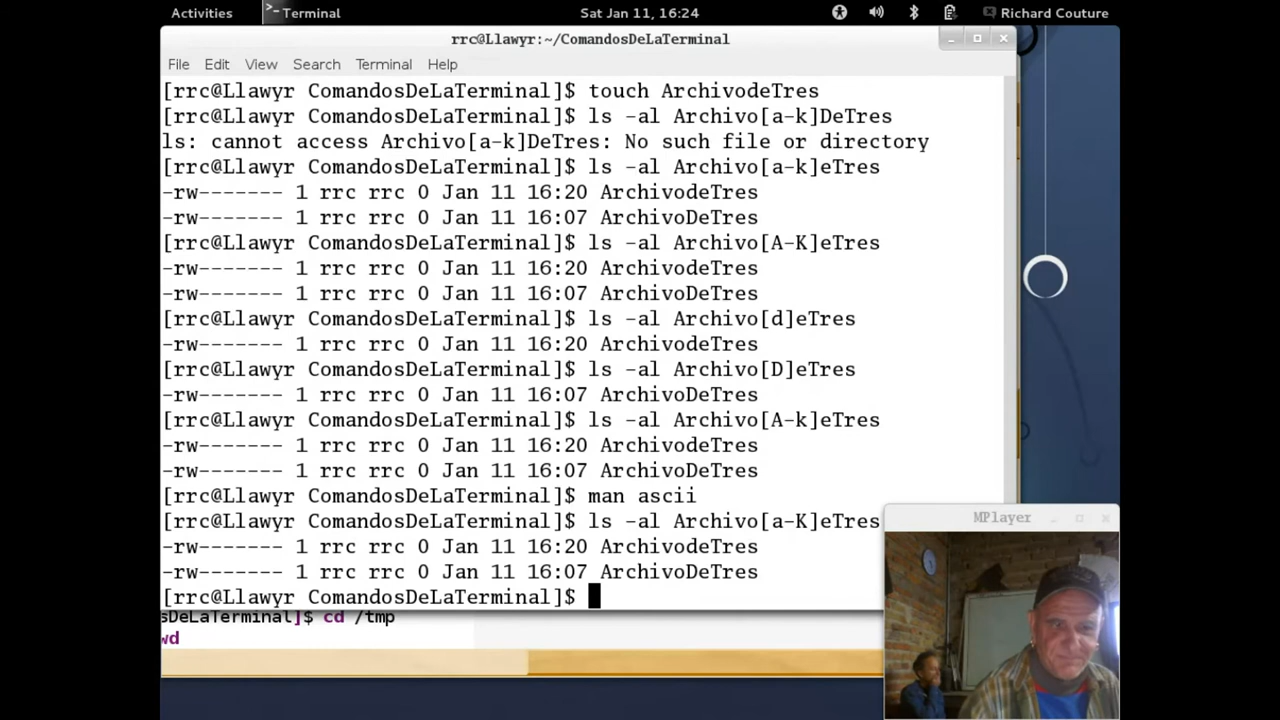 Activities Terminal Sat Jan 11, 16:24 Richard Couture
rrc@Llawyr:~/ComandosDeLaTerminal
File Edit View Search Terminal Help
[rrc@Llawyr ComandosDeLaTerminal]$ touch ArchivodeTres
[rrc@Llawyr ComandosDeLaTerminal]$ ls -al Archivo[a-k]DeTres
ls: cannot access Archivo[a-k]DeTres: No such file or directory
[rrc@Llawyr ComandosDeLaTerminal]$ ls -al Archivo[a-k]eTres
-rw------- 1 rrc rrc 0 Jan 11 16:20 ArchivodeTres
-rw------- 1 rrc rrc 0 Jan 11 16:07 ArchivoDeTres
[rrc@Llawyr ComandosDeLaTerminal]$ ls -al Archivo[A-K]eTres
-rw------- 1 rrc rrc 0 Jan 11 16:20 ArchivodeTres
-rw------- 1 rrc rrc 0 Jan 11 16:07 ArchivoDeTres
[rrc@Llawyr ComandosDeLaTerminal]$ ls -al Archivo[d]eTres
-rw------- 1 rrc rrc 0 Jan 11 16:20 ArchivodeTres
[rrc@Llawyr ComandosDeLaTerminal]$ ls -al Archivo[D]eTres
-rw------- 1 rrc rrc 0 Jan 11 16:07 ArchivoDeTres
[rrc@Llawyr ComandosDeLaTerminal]$ ls -al Archivo[A-k]eTres
-rw------- 1 rrc rrc 0 Jan 11 16:20 ArchivodeTres
-rw------- 1 rrc rrc 0 Jan 11 16:07 ArchivoDeTres
[rrc@Llawyr ComandosDeLaTerminal]$ man ascii
[rrc@Llawyr ComandosDeLaTerminal]$ ls -al Archivo[a-K]eTres
-rw------- 1 rrc rrc 0 Jan 11 16:20 ArchivodeTres
-rw------- 1 rrc rrc 0 Jan 11 16:07 ArchivoDeTres
[rrc@Llawyr ComandosDeLaTerminal]$
MPlayer
sDeLaTerminal]$ cd /tmp
wd